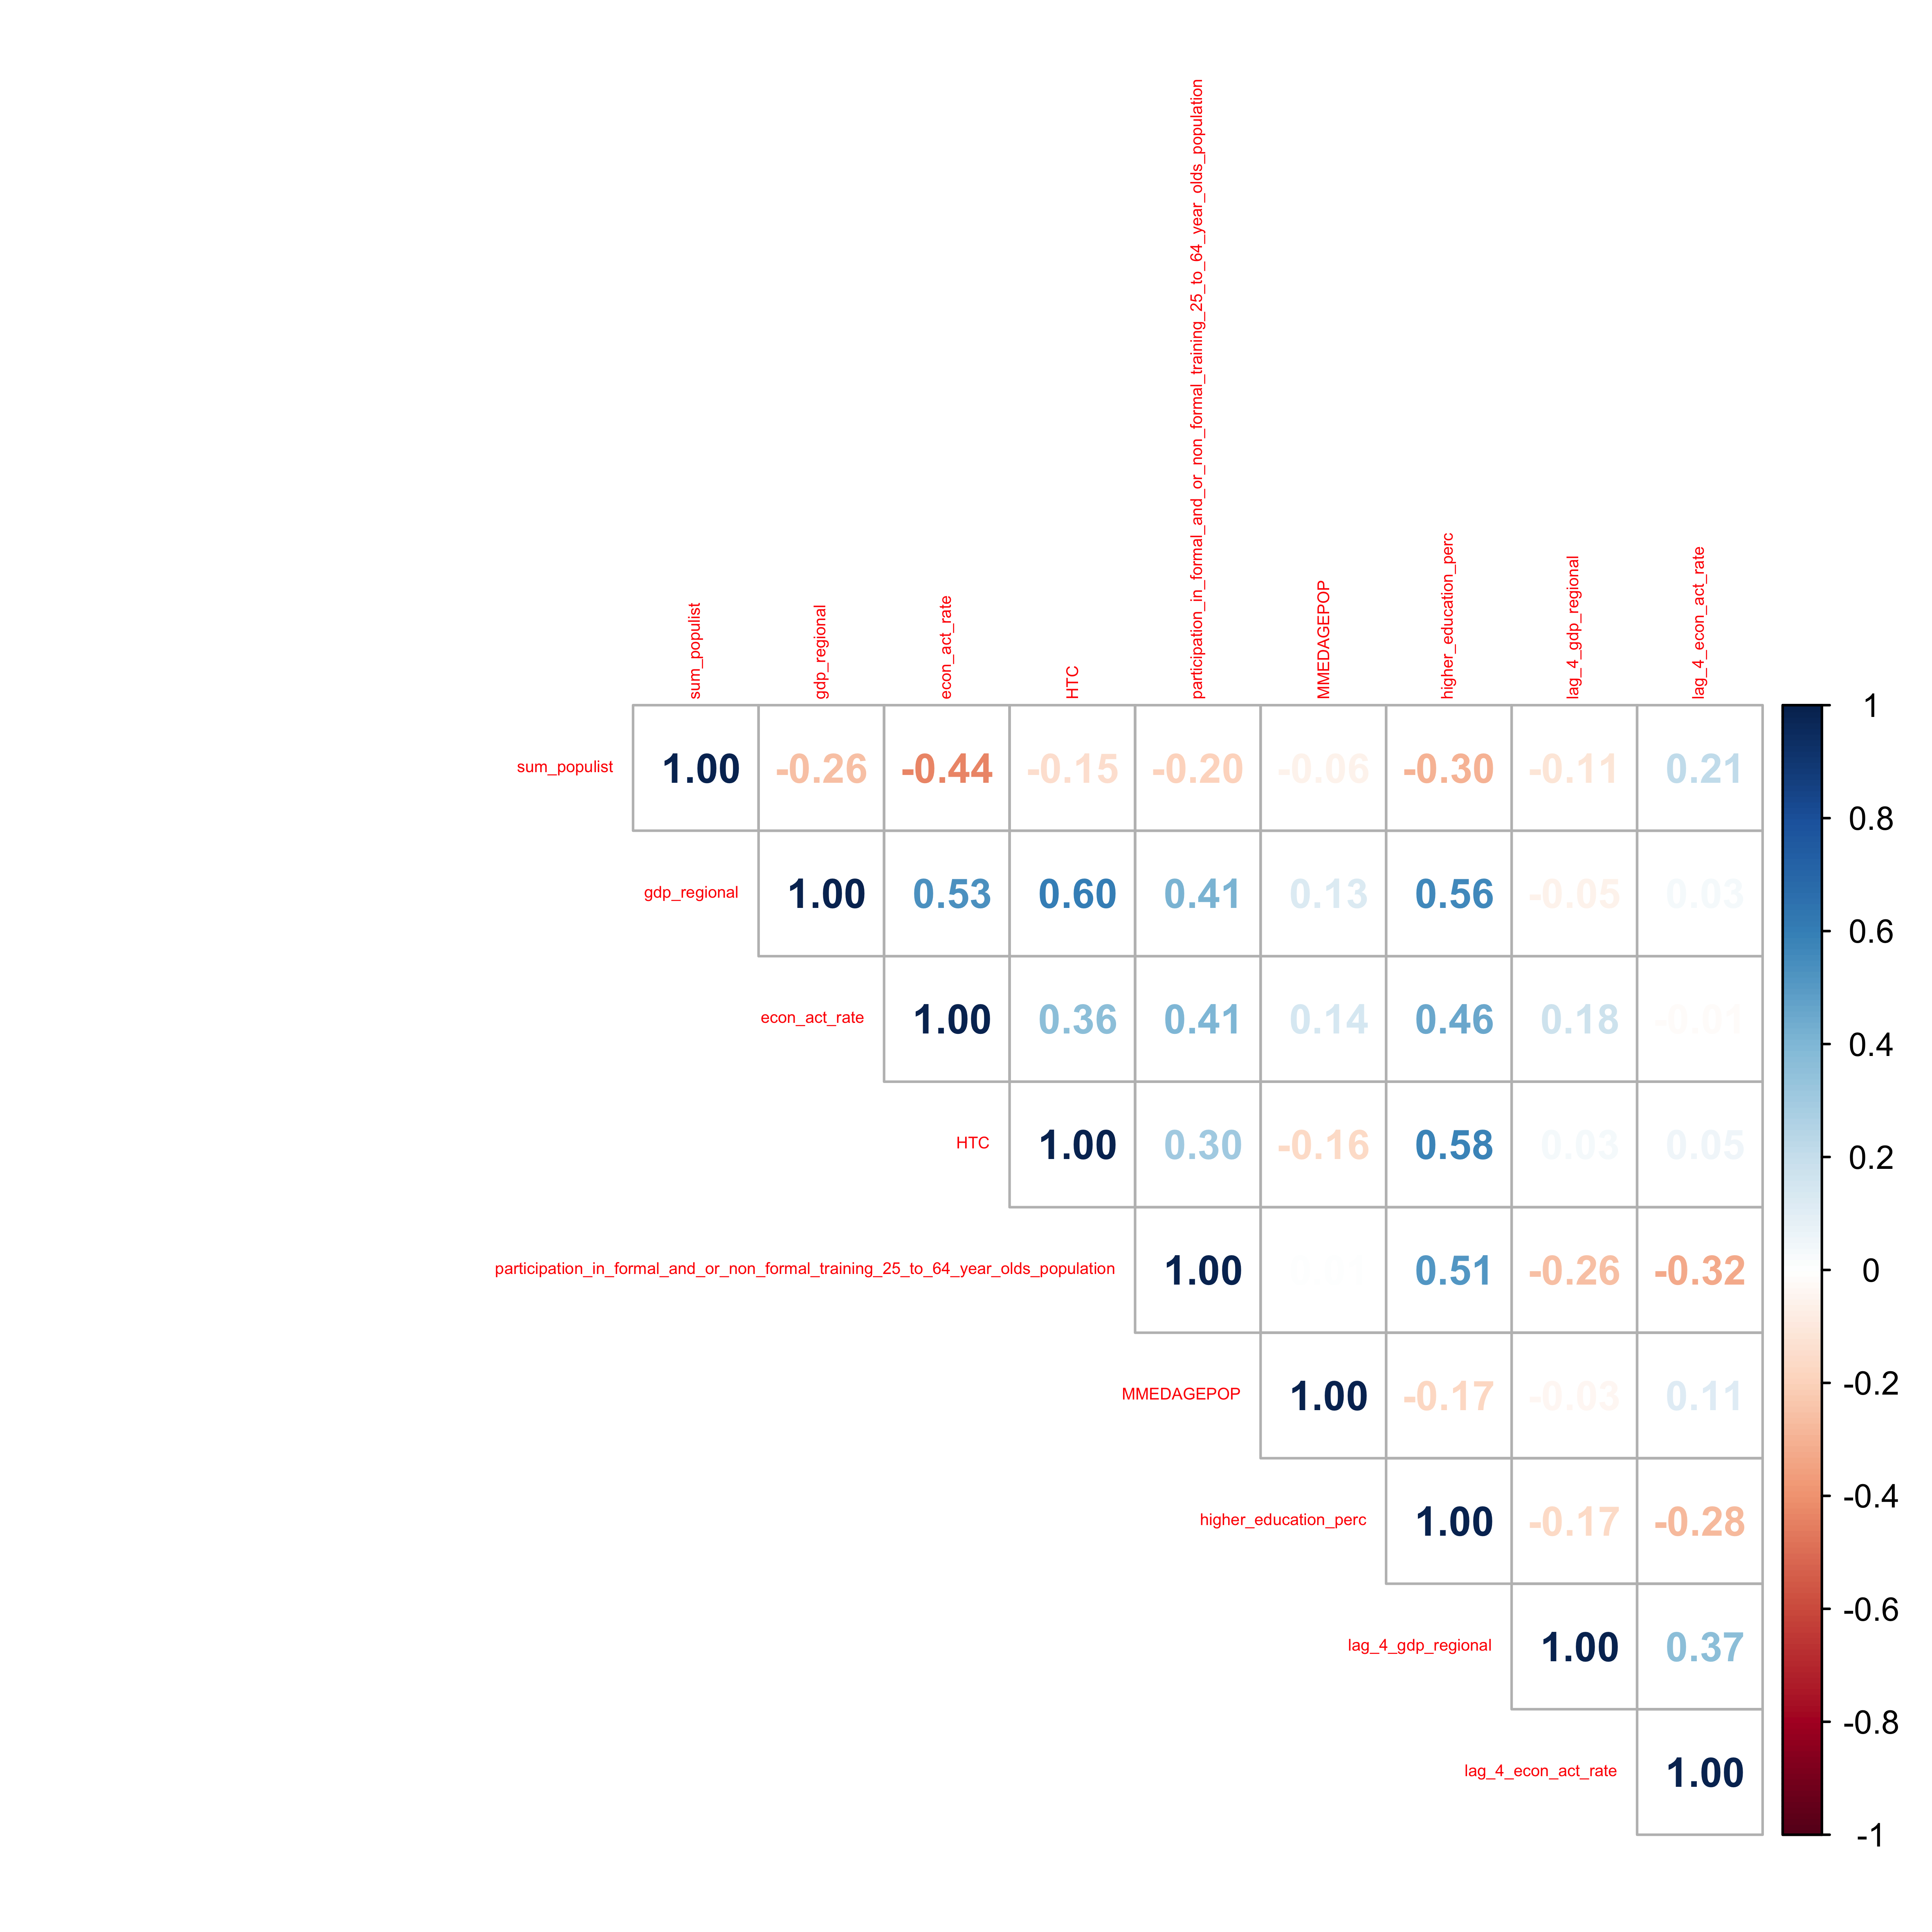 participation_in_formal_and_or_non_formal_training_25_to_64_year_olds_population
sum_populist gdp_regional econ_act_rate HTC MMEDAGEPOP higher_education_perc lag_4_gdp_regional lag_4_econ_act_rate
sum_populist 1.00 -0.26 -0.44 -0.15 -0.20 -0.06 -0.30 -0.11 0.21
gdp_regional 1.00 0.53 0.60 0.41 0.13 0.56 -0.05 0.03
econ_act_rate 1.00 0.36 0.41 0.14 0.46 0.18 -0.01
HTC 1.00 0.30 -0.16 0.58 0.03 0.05
participation_in_formal_and_or_non_formal_training_25_to_64_year_olds_population 1.00 0.51 -0.26 -0.32
MMEDAGEPOP 1.00 -0.17 -0.03 0.11
higher_education_perc 1.00 -0.17 -0.28
lag_4_gdp_regional 1.00 0.37
lag_4_econ_act_rate 1.00
1
0.8
0.6
0.4
0.2
0
-0.2
-0.4
-0.6
-0.8
-1